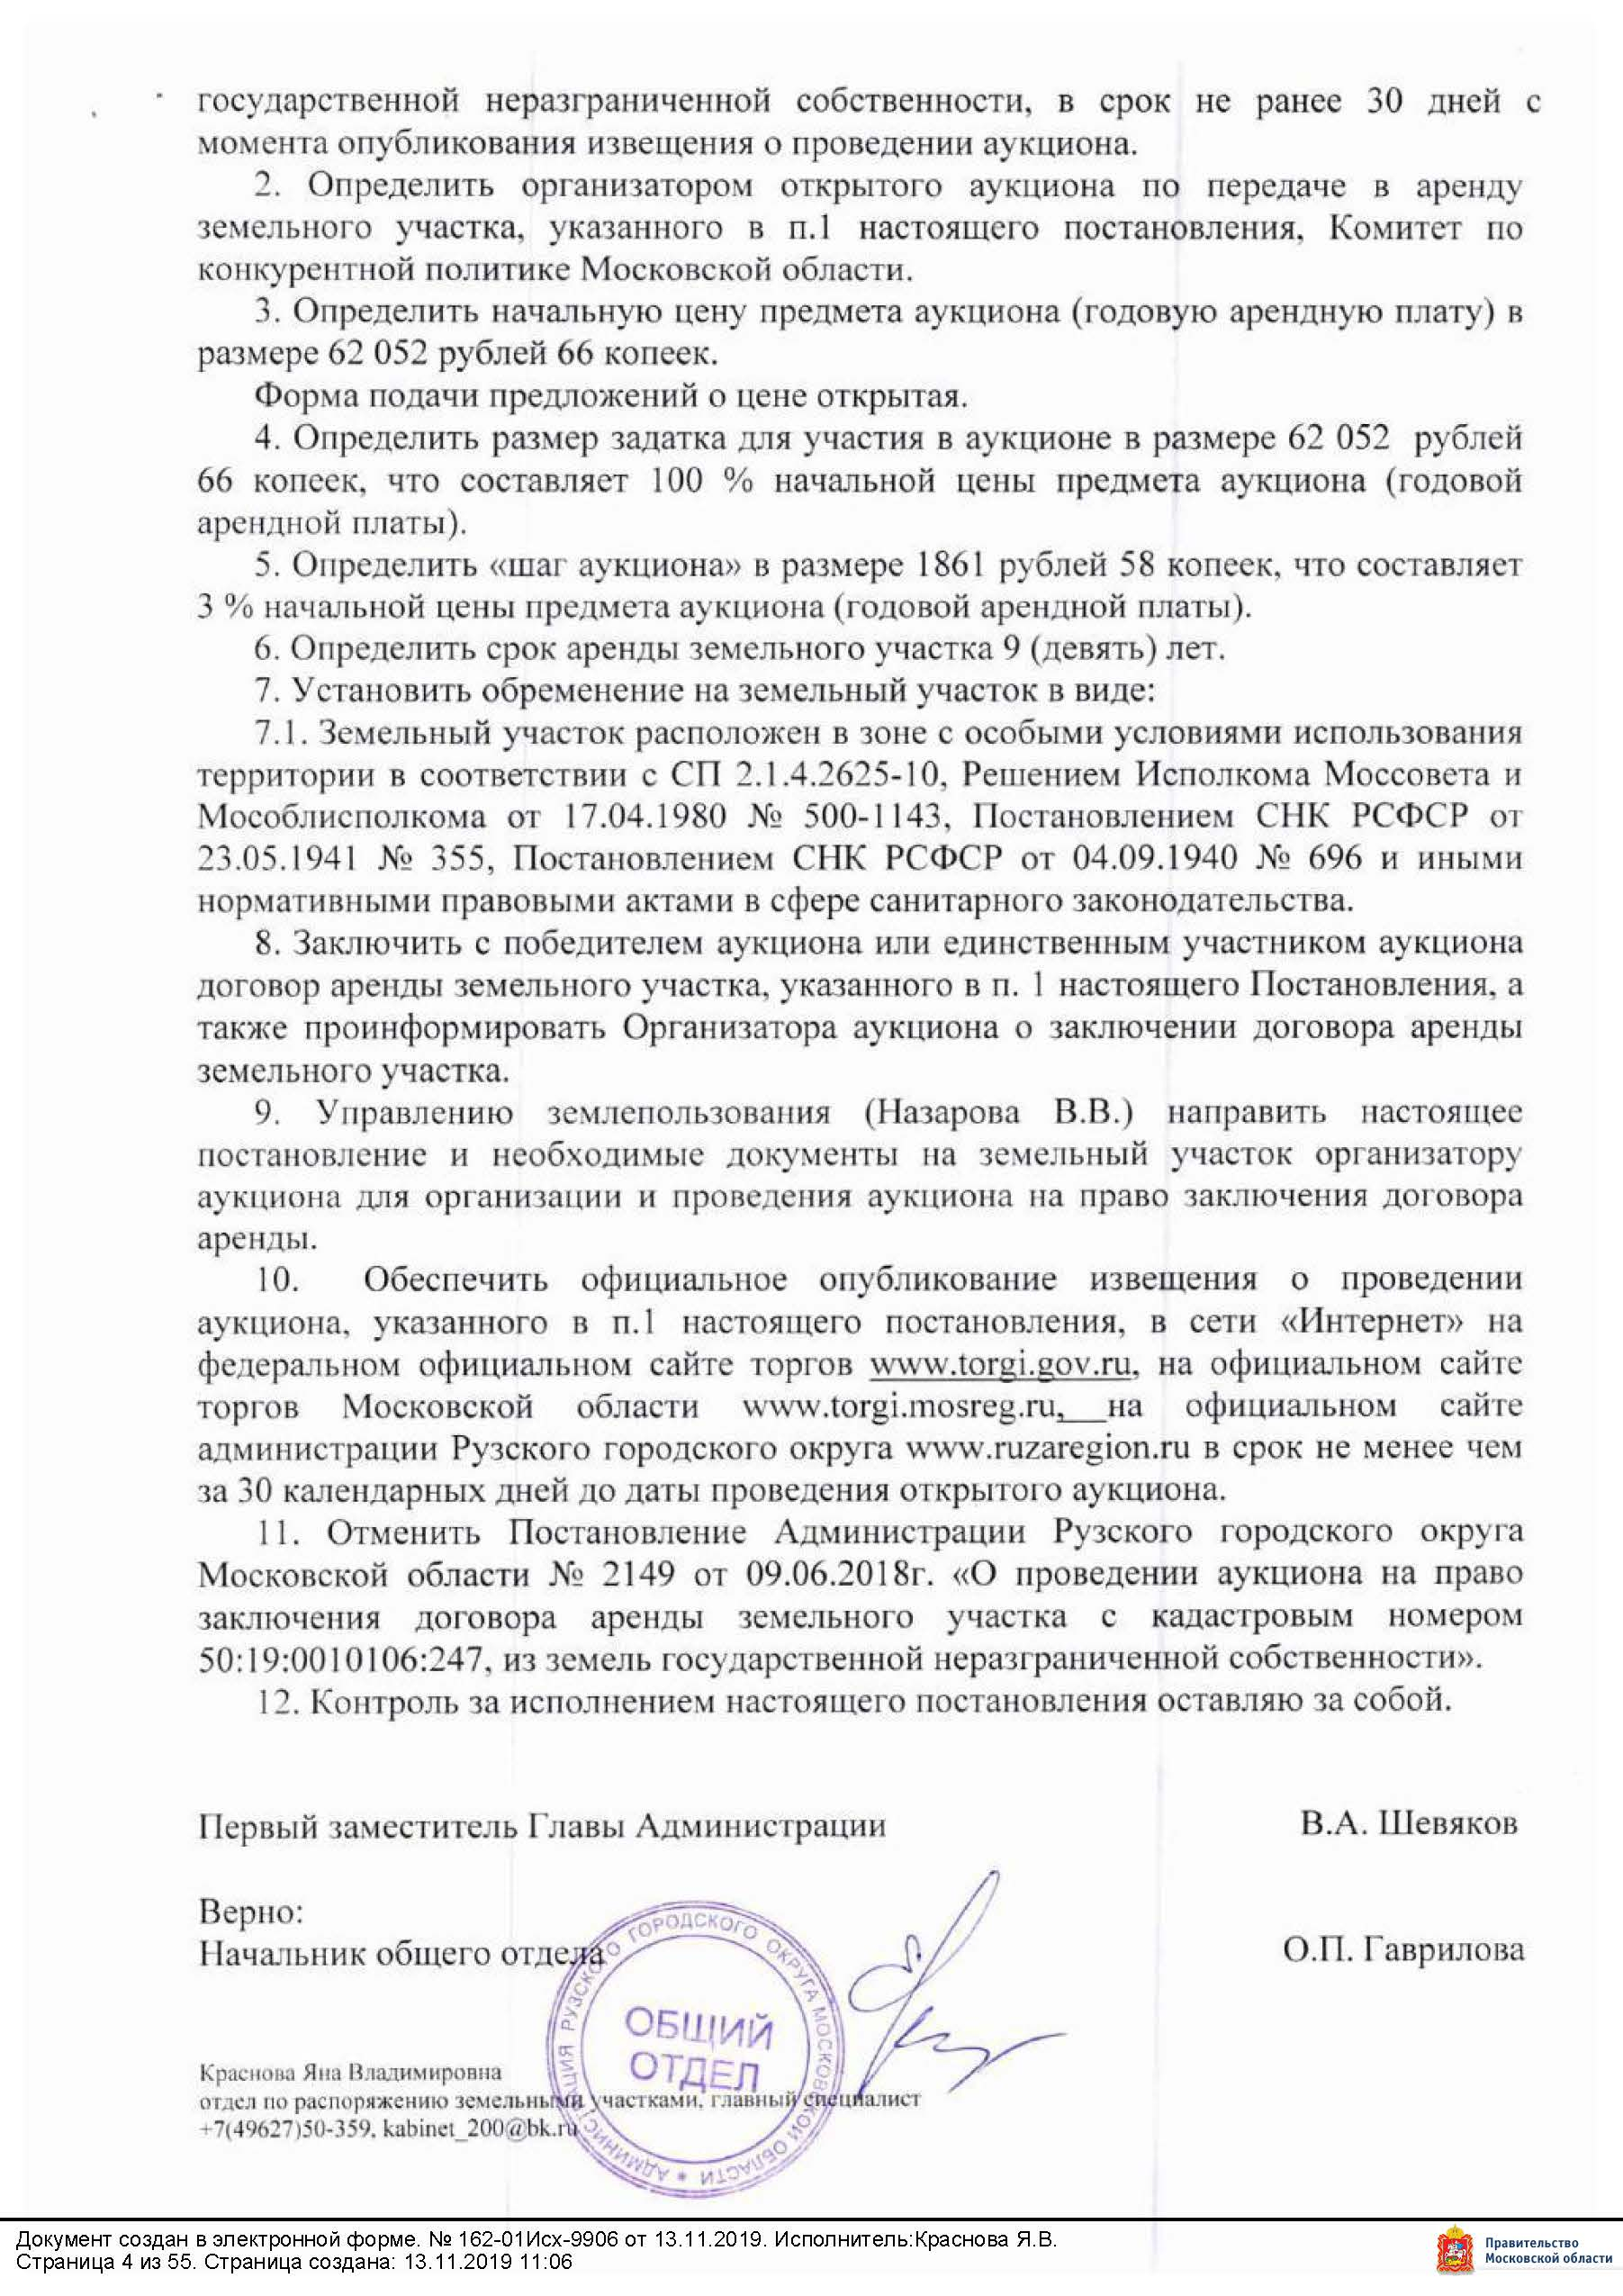 государственной неразграниченной собственности, в срок не ранее 30 дней с
момента опубликования извещения о проведении аукциона.
2. Определить организатором открытого аукциона по передаче в аренду
земельного участка, указанного в п.1 настоящего постановления, Комитет по
конкурентной политике Московской области.
3. Определить начальную цену предмета аукциона (годовую арендную плату) в
размере 62 052 рублей 66 копеек.
Форма подачи предложений о цене открытая.
4. Определить размер задатка для участия в аукционе в размере 62 052 рублей
66 копеек, что составляет 100 % начальной цены предмета аукциона (годовой
арендной платы).
5. Определить «шаг аукциона» в размере 1861 рублей 58 копеек, что составляет
3 % начальной цены предмета аукциона (годовой арендной платы).
6. Определить срок аренды земельного участка 9 (девять) лет.
7. Установить обременение на земельный участок в виде:
7.1. Земельный участок расположен в зоне с особыми условиями использования
территории в соответствии с СП 2.1.4.2625-10, Решением Исполкома Моссовета и
Мособлисполкома от 17.04.1980 № 500-1143, Постановлением СНК РСФСР от
23.05.1941 № 355, Постановлением СНК РСФСР от 04.09.1940 № 696 и иными
нормативными правовыми актами в сфере санитарного законодательства.
8. Заключить с победителем аукциона или единственным участником аукциона
договор аренды земельного участка, указанного в п. 1 настоящего Постановления, а
также проинформировать Организатора аукциона о заключении договора аренды
земельного участка.
9. Управлению землепользования (Назарова В.В.) направить настоящее
постановление и необходимые документы на земельный участок организатору
аукциона для организации и проведения аукциона на право заключения договора
аренды.
10. Обеспечить официальное опубликование извещения о проведении
аукциона, указанного в п.1 настоящего постановления, в сети «Интернет» на
федеральном официальном сайте торгов www.torgi.gov.ru, на официальном сайте
торгов Московской области www.torgi.mosreg.ru, на официальном сайте
администрации Рузского городского округа www.ruzaregion.ru в срок не менее чем
за 30 календарных дней до даты проведения открытого аукциона.
11. Отменить Постановление Администрации Рузского городского округа
Московской области № 2149 от 09.06.2018г. «О проведении аукциона на право
заключения договора аренды земельного участка с кадастровым номером
50:19:0010106:247, из земель государственной неразграниченной собственности».
12. Контроль за исполнением настоящего постановления оставляю за собой.
Первый заместитель Главы Администрации В.А. Шевяков
Верно:
Начальник общего отдела О.П. Гаврилова
АДМИНИСТРАЦИЯ РУЗСКОГО ГОРОДСКОГО ОКРУГА МОСКОВСКОЙ ОБЛАСТИ *
ОБЩИЙ
ОТДЕЛ
Краснова Яна Владимировна
отдел по распоряжению земельными участками, главный специалист
+7(49627)50-359, kabinet_200@bk.ru
Документ создан в электронной форме. № 162-01Исх-9906 от 13.11.2019. Исполнитель:Краснова Я.В.
Страница 4 из 55. Страница создана: 13.11.2019 11:06
Правительство
Московской области